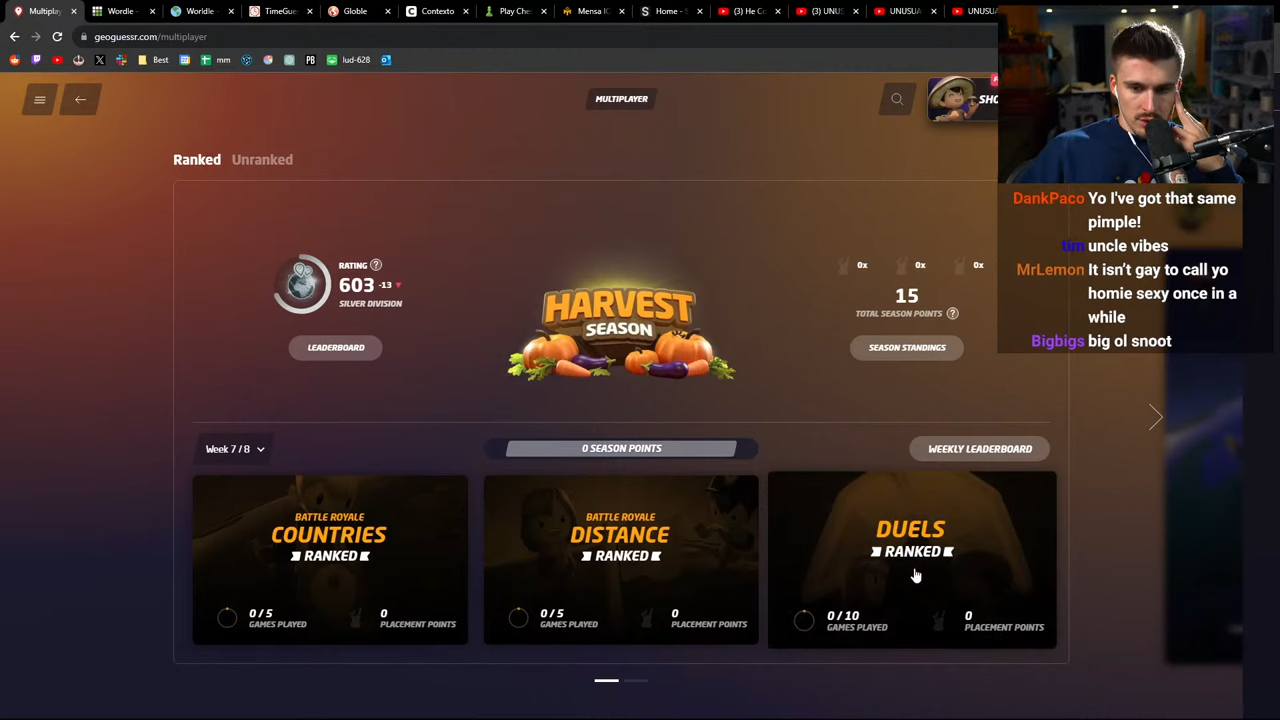 Multiplay
Wordle -
Worldle -
TimeGue
Globle
Contexto
Play Che
Mensa IC
Home - S
(3) He Co
(3) UNUS
UNUSUA
UNUSUA
geoguessr.com/multiplayer
Best
mm
PB
lud-628
MULTIPLAYER
SHO
Ranked Unranked
RATING ?
603 -13
SILVER DIVISION
LEADERBOARD
HARVEST
SEASON
0x 0x 0x
15
TOTAL SEASON POINTS ?
SEASON STANDINGS
Week 7 / 8
0 SEASON POINTS
WEEKLY LEADERBOARD
BATTLE ROYALE
COUNTRIES
RANKED
0 / 5
GAMES PLAYED
0
PLACEMENT POINTS
BATTLE ROYALE
DISTANCE
RANKED
0 / 5
GAMES PLAYED
0
PLACEMENT POINTS
DUELS
RANKED
0 / 10
GAMES PLAYED
0
PLACEMENT POINTS
DankPaco Yo I've got that same
pimple!
tim uncle vibes
MrLemon It isn't gay to call yo
homie sexy once in a
while
Bigbigs big ol snoot